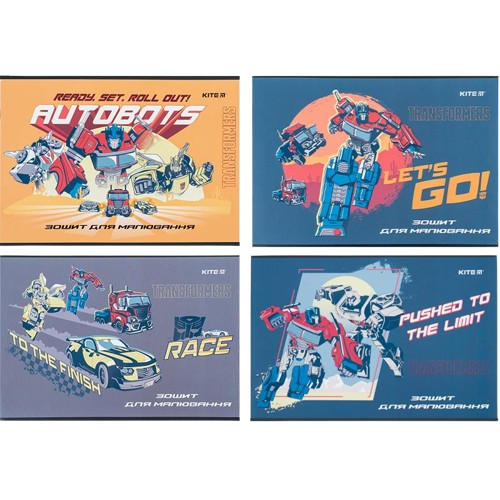 READY. SET. ROLL OUT!
KITE
AUTOBOTS
TRANSFORMERS
ЗОШИТ ДЛЯ МАЛЮВАННЯ
KITE
TRANSFORMERS
LET'S
GO!
ЗОШИТ
ДЛЯ МАЛЮВАННЯ
KITE
TRANSFORMERS
TO THE FINISH
RACE
ЗОШИТ
ДЛЯ МАЛЮВАННЯ
KITE
PUSHED TO
THE LIMIT
TRANSFORMERS
ЗОШИТ
ДЛЯ МАЛЮВАННЯ